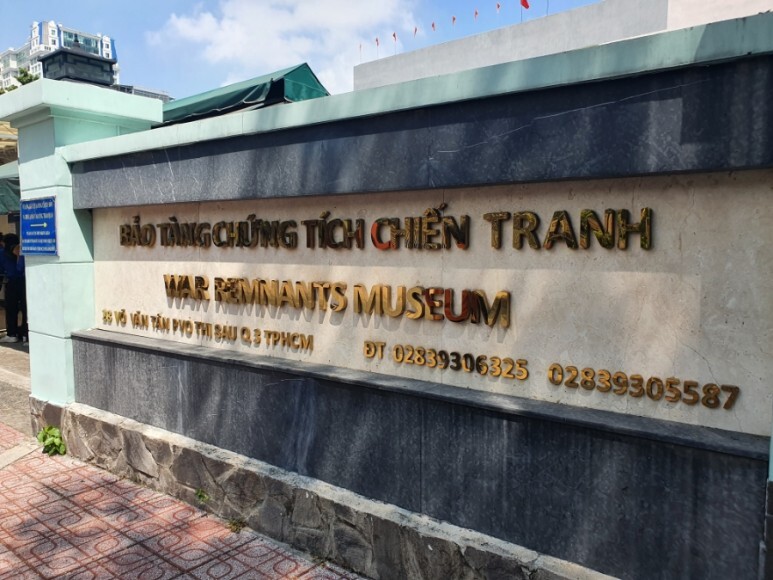 BẢO TÀNG CHỨNG TÍCH CHIẾN TRANH
WAR REMNANTS MUSEUM
28 VÕ VĂN TẦN PVÕ THỊ SÁU Q.3 TPHCM ĐT 02839306325 02839305587